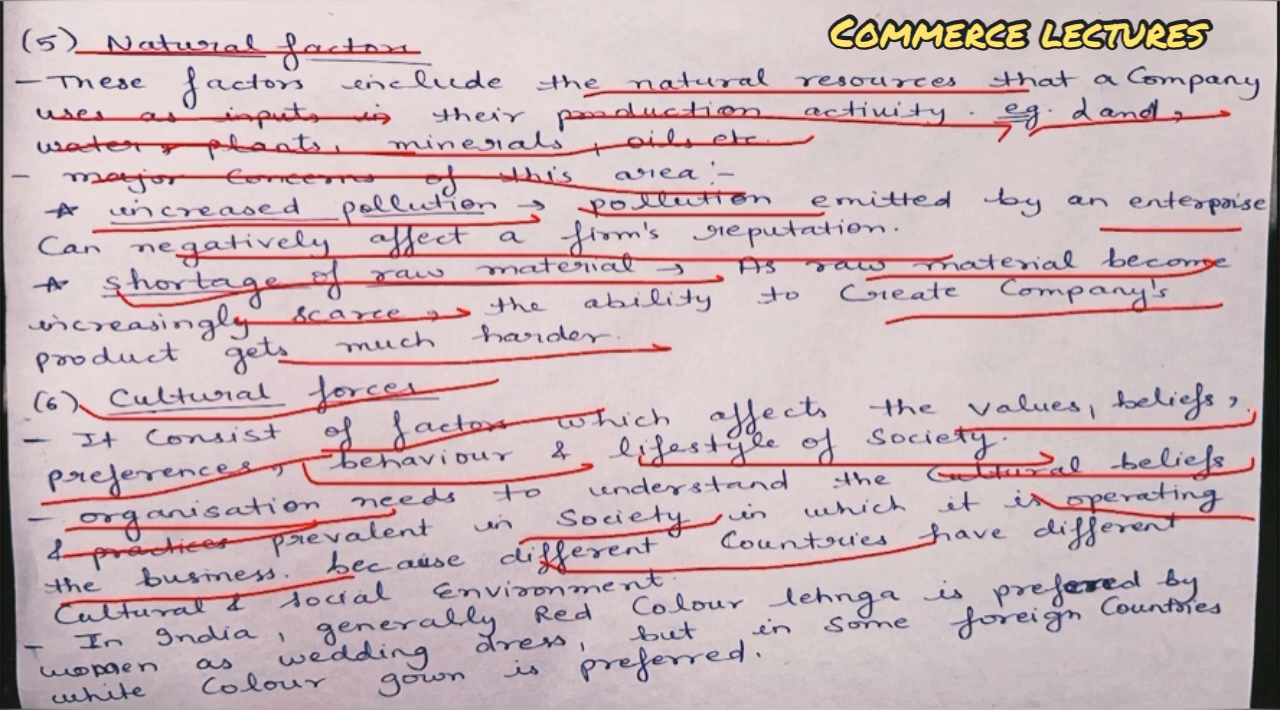 COMMERCE LECTURES
(5) Natural factors
- These factors include the natural resources that a Company
uses as inputs in their production activity. eg. Land,
water, plants, minerals, oils etc.
- major concerns of this area:-
☆ increased pollution → pollution emitted by an enterprise
Can negatively affect a firm's reputation.
☆ shortage of raw material → As raw material become
increasingly scarce, the ability to Create Company's
product gets much harder.
(6) Cultural forces
- It Consist of factors which affects the values, beliefs,
preferences, behaviour & lifestyle of Society.
- organisation needs to understand the Cultural beliefs
& practices prevalent in Society in which it is operating
the business. because different Countries have different
Cultural & social Environment.
- In India, generally Red Colour lehnga is prefered by
women as wedding dress, but in some foreign Countries
white Colour gown is preferred.